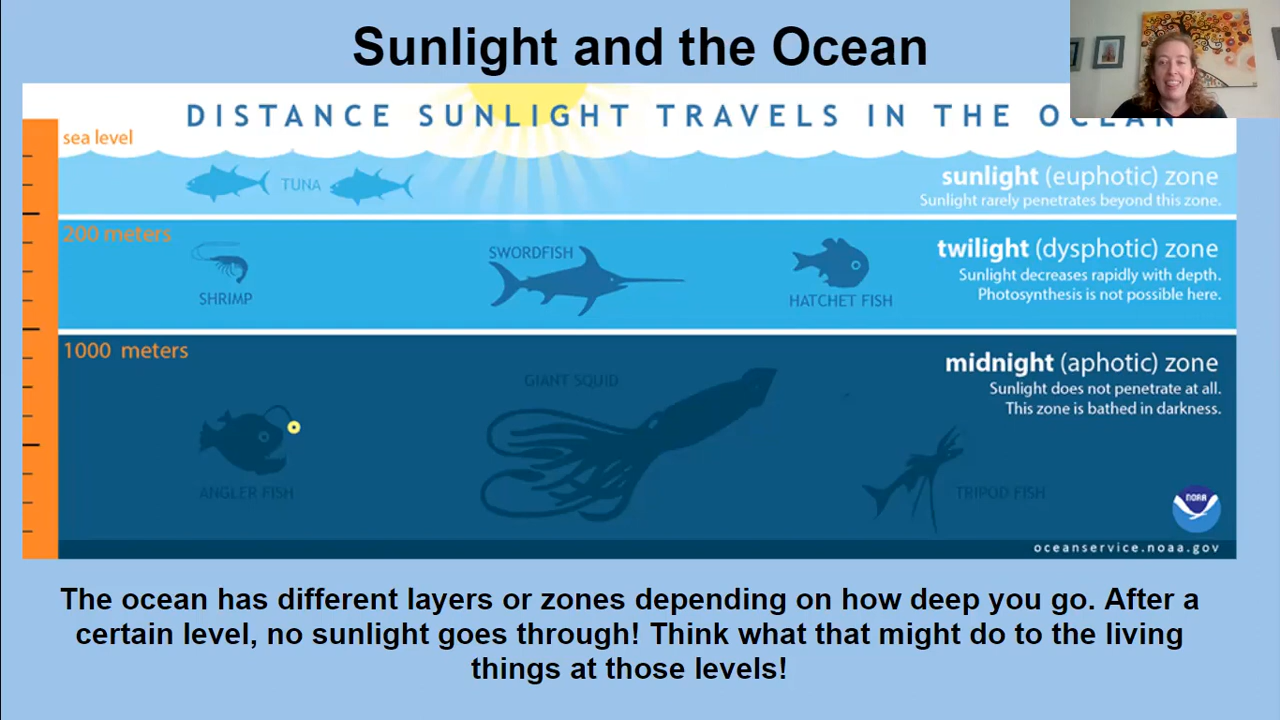 Sunlight and the Ocean
DISTANCE SUNLIGHT TRAVELS IN THE OCEAN
sea level
TUNA
sunlight (euphotic) zone
Sunlight rarely penetrates beyond this zone.
200 meters
SHRIMP
SWORDFISH
HATCHET FISH
twilight (dysphotic) zone
Sunlight decreases rapidly with depth.
Photosynthesis is not possible here.
1000 meters
GIANT SQUID
ANGLER FISH
TRIPOD FISH
midnight (aphotic) zone
Sunlight does not penetrate at all.
This zone is bathed in darkness.
NOAA
oceanservice.noaa.gov
The ocean has different layers or zones depending on how deep you go. After a
certain level, no sunlight goes through! Think what that might do to the living
things at those levels!